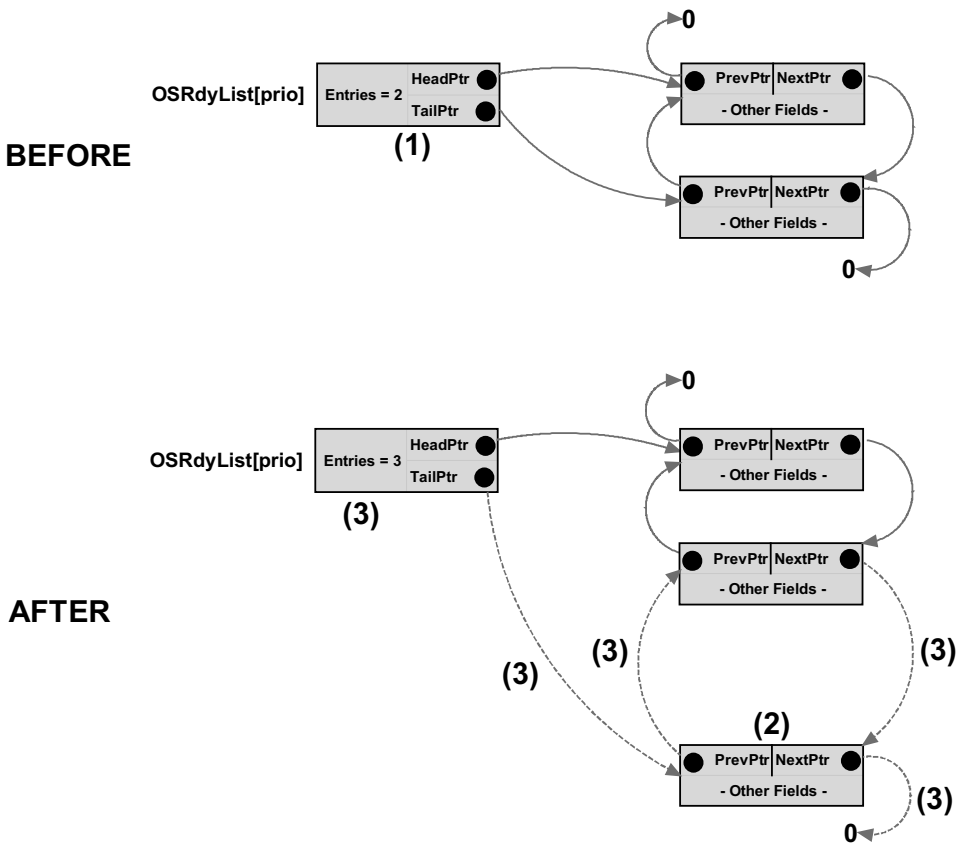 0
OSRdyList[prio]
Entries = 2
HeadPtr
TailPtr
(1)
PrevPtr NextPtr
- Other Fields -
BEFORE
PrevPtr NextPtr
- Other Fields -
0
0
OSRdyList[prio]
Entries = 3
HeadPtr
TailPtr
(3)
PrevPtr NextPtr
- Other Fields -
PrevPtr NextPtr
- Other Fields -
AFTER
(3)
(3)
(3)
(2)
PrevPtr NextPtr
- Other Fields -
(3)
0